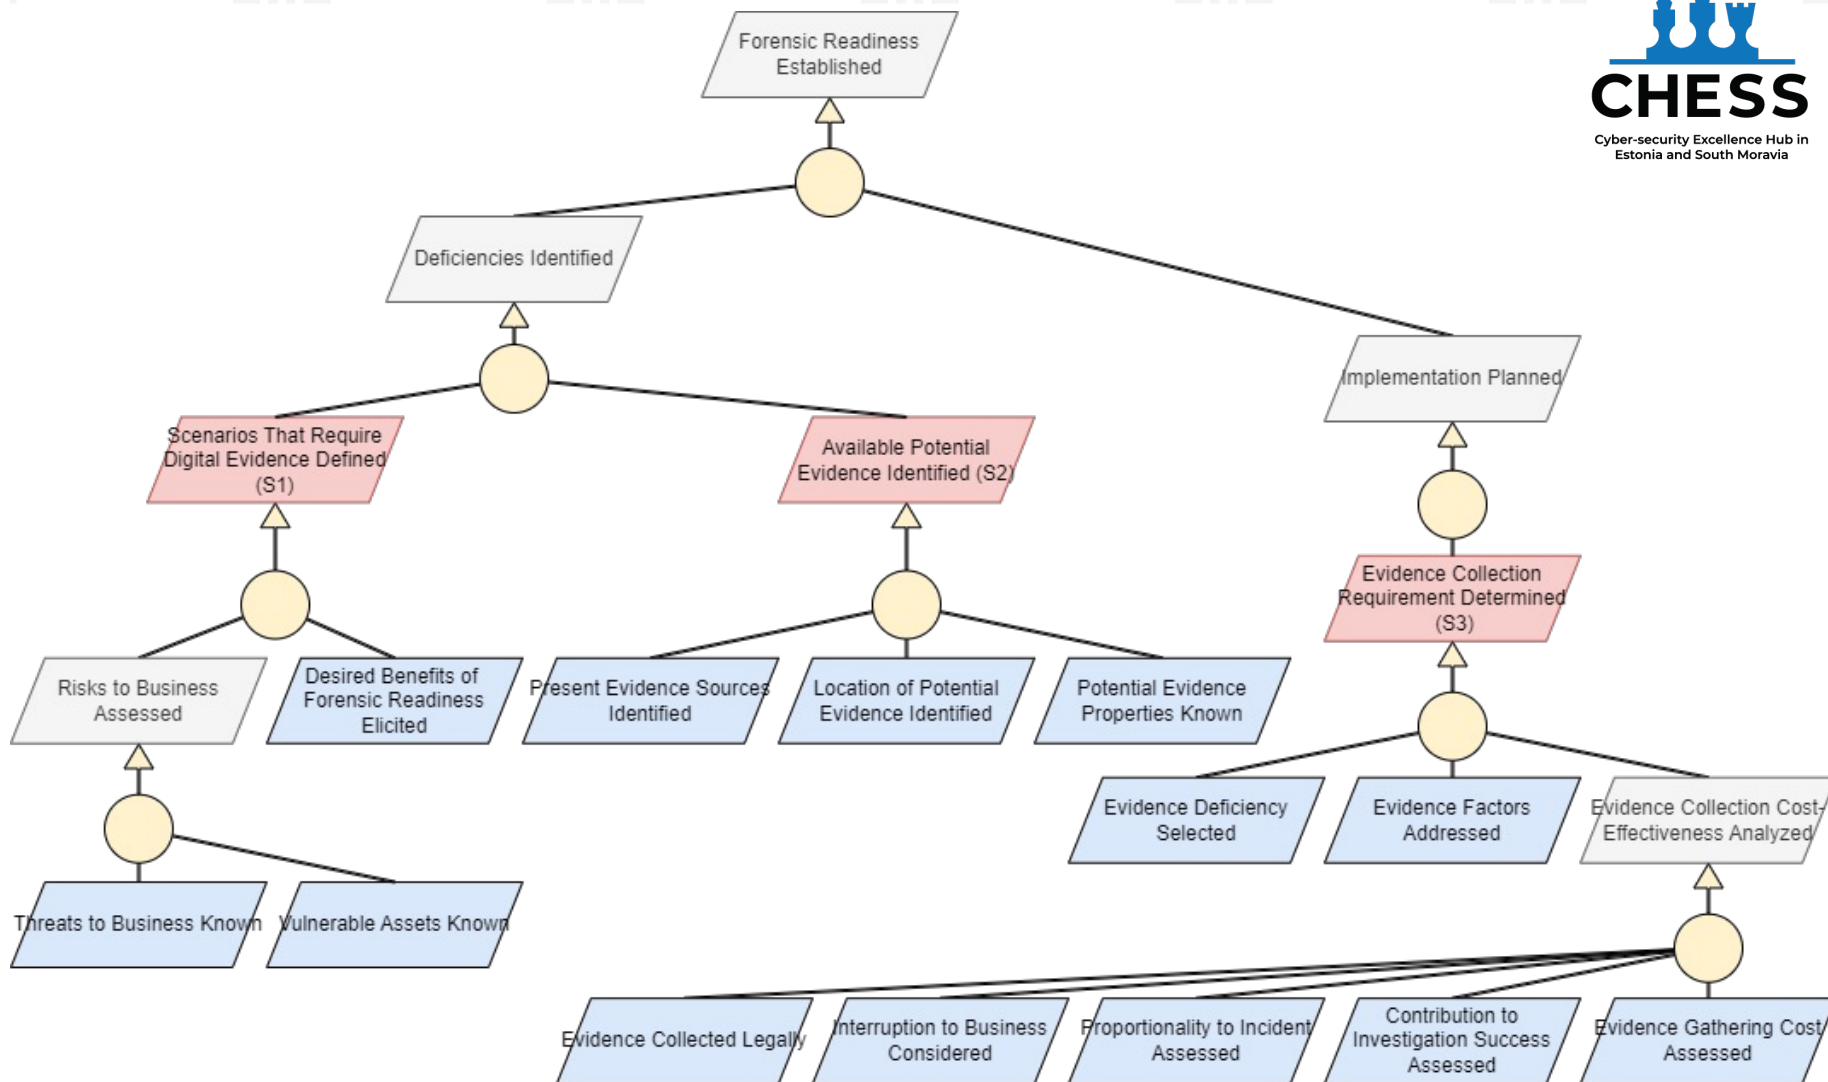 Forensic Readiness
Established
CHESS
Cyber-security Excellence Hub in
Estonia and South Moravia
Deficiencies Identified
Implementation Planned
Scenarios That Require
Digital Evidence Defined
(S1)
Available Potential
Evidence Identified (S2)
Evidence Collection
Requirement Determined
(S3)
Risks to Business
Assessed
Desired Benefits of
Forensic Readiness
Elicited
Present Evidence Sources
Identified
Location of Potential
Evidence Identified
Potential Evidence
Properties Known
Evidence Deficiency
Selected
Evidence Factors
Addressed
Evidence Collection Cost-
Effectiveness Analyzed
Threats to Business Known
Vulnerable Assets Known
Evidence Collected Legally
Interruption to Business
Considered
Proportionality to Incident
Assessed
Contribution to
Investigation Success
Assessed
Evidence Gathering Cost
Assessed